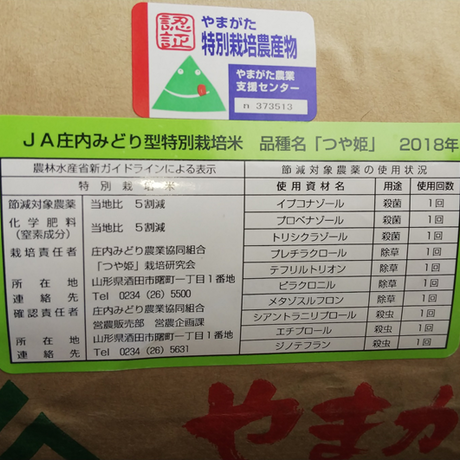 認証
やまがた
特別栽培農産物
やまがた農業
支援センター
n 373513
JA庄内みどり型特別栽培米 品種名「つや姫」 2018年
農林水産省新ガイドラインによる表示
特別栽培米
節減対象農薬 当地比 5割減
化学肥料
(窒素成分) 当地比 5割減
栽培責任者 庄内みどり農業協同組合
「つや姫」栽培研究会
所在地 山形県酒田市曙町一丁目1番地
連絡先 Tel 0234 (26) 5500
確認責任者 庄内みどり農業協同組合
営農販売部 営農企画課
所在地 山形県酒田市曙町一丁目1番地
連絡先 Tel 0234 (26) 5631
節減対象農薬の使用状況
使用資材名 用途 使用回数
イプコナゾール 殺菌 1回
プロベナゾール 殺菌 1回
トリシクラゾール 殺菌 1回
プレチラクロール 除草 1回
テフリルトリオン 除草 1回
ピラクロニル 除草 1回
メタゾスルフロン 除草 1回
シアントラニリプロール 殺虫 1回
エチプロール 殺虫 1回
ジノテフラン 殺虫 1回
やまが